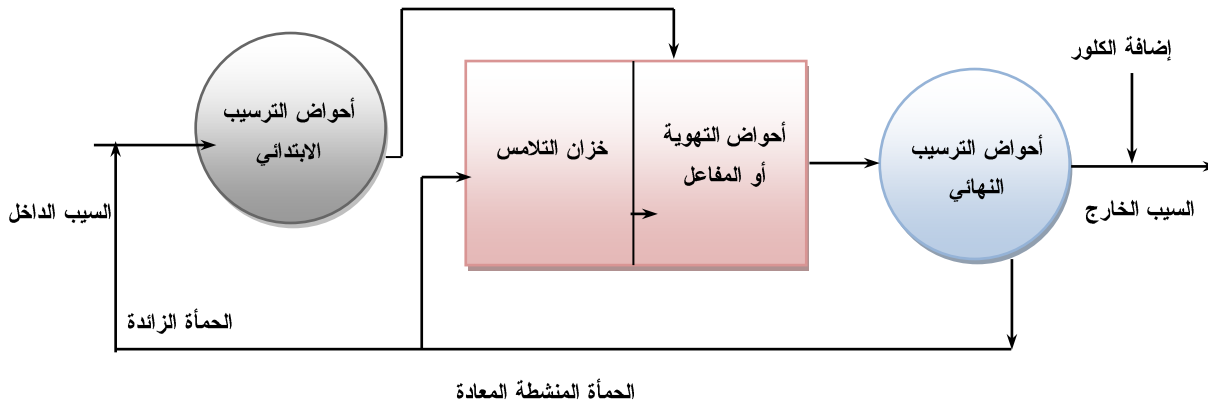 إضافة الكلور
أحواض الترسيب
الابتدائي
خزان التلامس
أحواض التهوية
أو المفاعل
أحواض الترسيب
النهائي
السيب الداخل
السيب الخارج
الحمأة الزائدة
الحمأة المنشطة المعادة